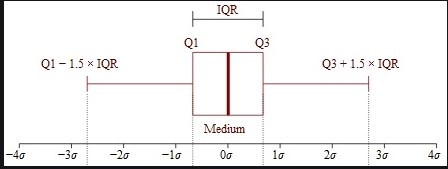 IQR
Q1 Q3
Q1 − 1.5 × IQR Q3 + 1.5 × IQR
Medium
−4σ −3σ −2σ −1σ 0σ 1σ 2σ 3σ 4σ